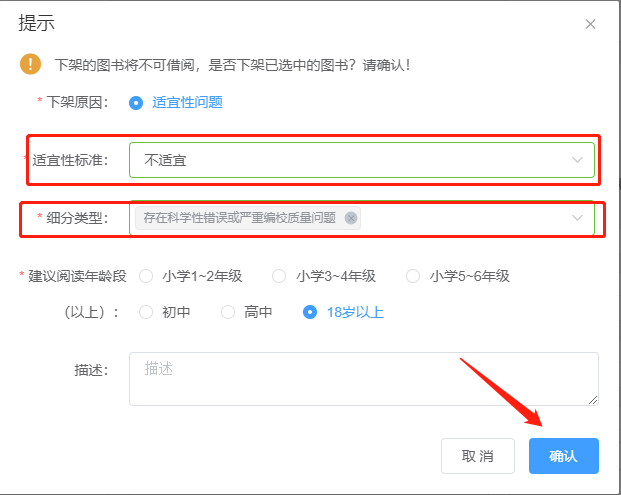 提示
下架的图书将不可借阅，是否下架已选中的图书？请确认！
* 下架原因： 适宜性问题
* 适宜性标准： 不适宜
* 细分类型： 存在科学性错误或严重编校质量问题
* 建议阅读年龄段 小学1~2年级 小学3~4年级 小学5~6年级
（以上）： 初中 高中 18岁以上
描述： 描述
取 消 确认